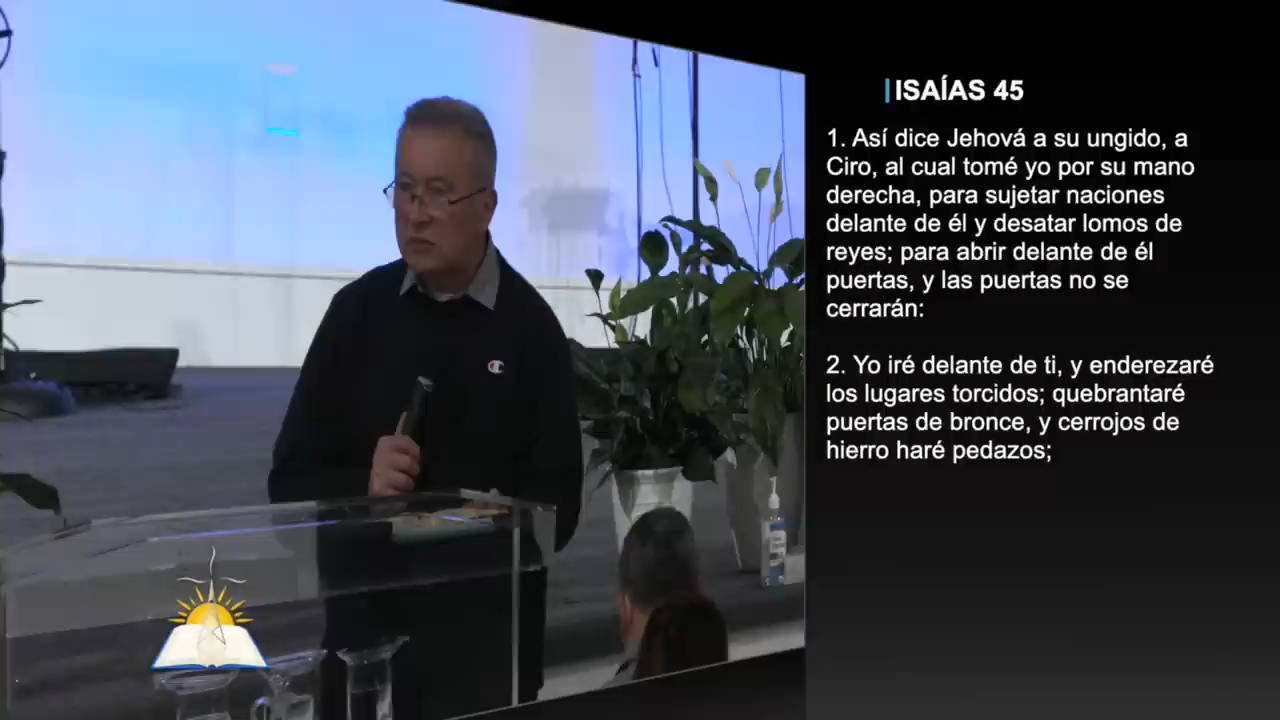 ISAÍAS 45
1. Así dice Jehová a su ungido, a
Ciro, al cual tomé yo por su mano
derecha, para sujetar naciones
delante de él y desatar lomos de
reyes; para abrir delante de él
puertas, y las puertas no se
cerrarán:
2. Yo iré delante de ti, y enderezaré
los lugares torcidos; quebrantaré
puertas de bronce, y cerrojos de
hierro haré pedazos;